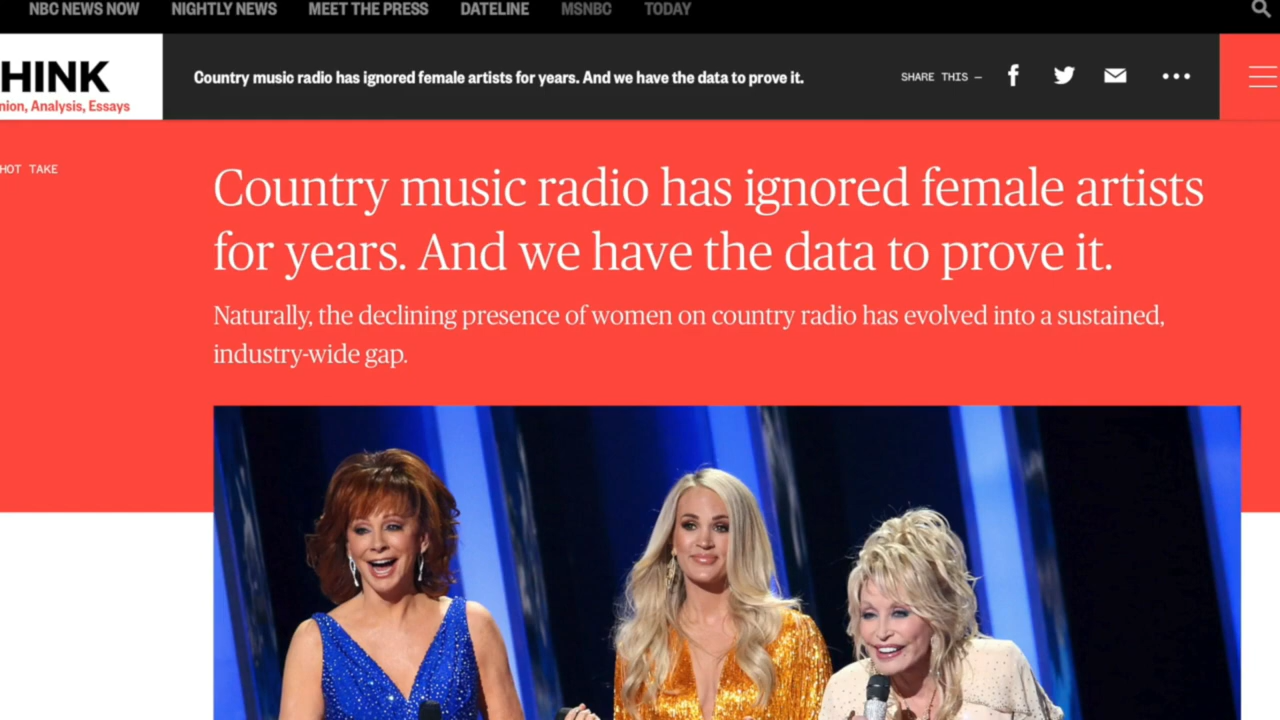 NBC NEWS NOW NIGHTLY NEWS MEET THE PRESS DATELINE MSNBC TODAY
HINK
nion, Analysis, Essays
Country music radio has ignored female artists for years. And we have the data to prove it.
SHARE THIS —
HOT TAKE
Country music radio has ignored female artists
for years. And we have the data to prove it.
Naturally, the declining presence of women on country radio has evolved into a sustained,
industry-wide gap.